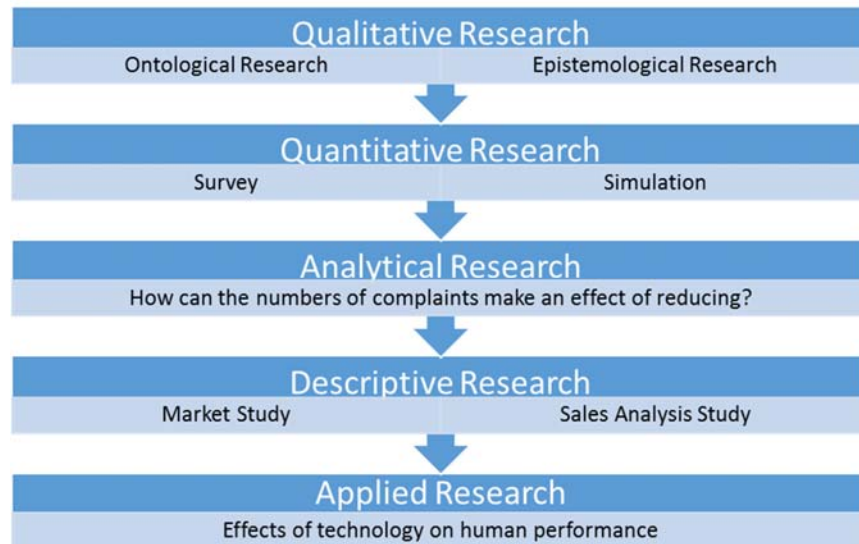 Qualitative Research
Ontological Research
Epistemological Research
Quantitative Research
Survey
Simulation
Analytical Research
How can the numbers of complaints make an effect of reducing?
Descriptive Research
Market Study
Sales Analysis Study
Applied Research
Effects of technology on human performance